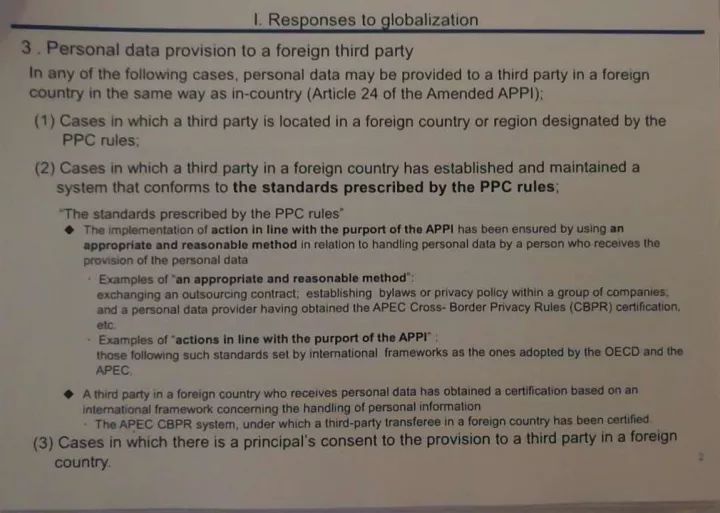 I. Responses to globalization
3 . Personal data provision to a foreign third party
In any of the following cases, personal data may be provided to a third party in a foreign
country in the same way as in-country (Article 24 of the Amended APPI);
(1) Cases in which a third party is located in a foreign country or region designated by the
PPC rules;
(2) Cases in which a third party in a foreign country has established and maintained a
system that conforms to the standards prescribed by the PPC rules;
"The standards prescribed by the PPC rules"
◆ The implementation of action in line with the purport of the APPI has been ensured by using an
appropriate and reasonable method in relation to handling personal data by a person who receives the
provision of the personal data
· Examples of "an appropriate and reasonable method":
exchanging an outsourcing contract; establishing bylaws or privacy policy within a group of companies;
and a personal data provider having obtained the APEC Cross- Border Privacy Rules (CBPR) certification,
etc.
· Examples of "actions in line with the purport of the APPI" :
those following such standards set by international frameworks as the ones adopted by the OECD and the
APEC.
◆ A third party in a foreign country who receives personal data has obtained a certification based on an
international framework concerning the handling of personal information
· The APEC CBPR system, under which a third-party transferee in a foreign country has been certified.
(3) Cases in which there is a principal's consent to the provision to a third party in a foreign
country.
2